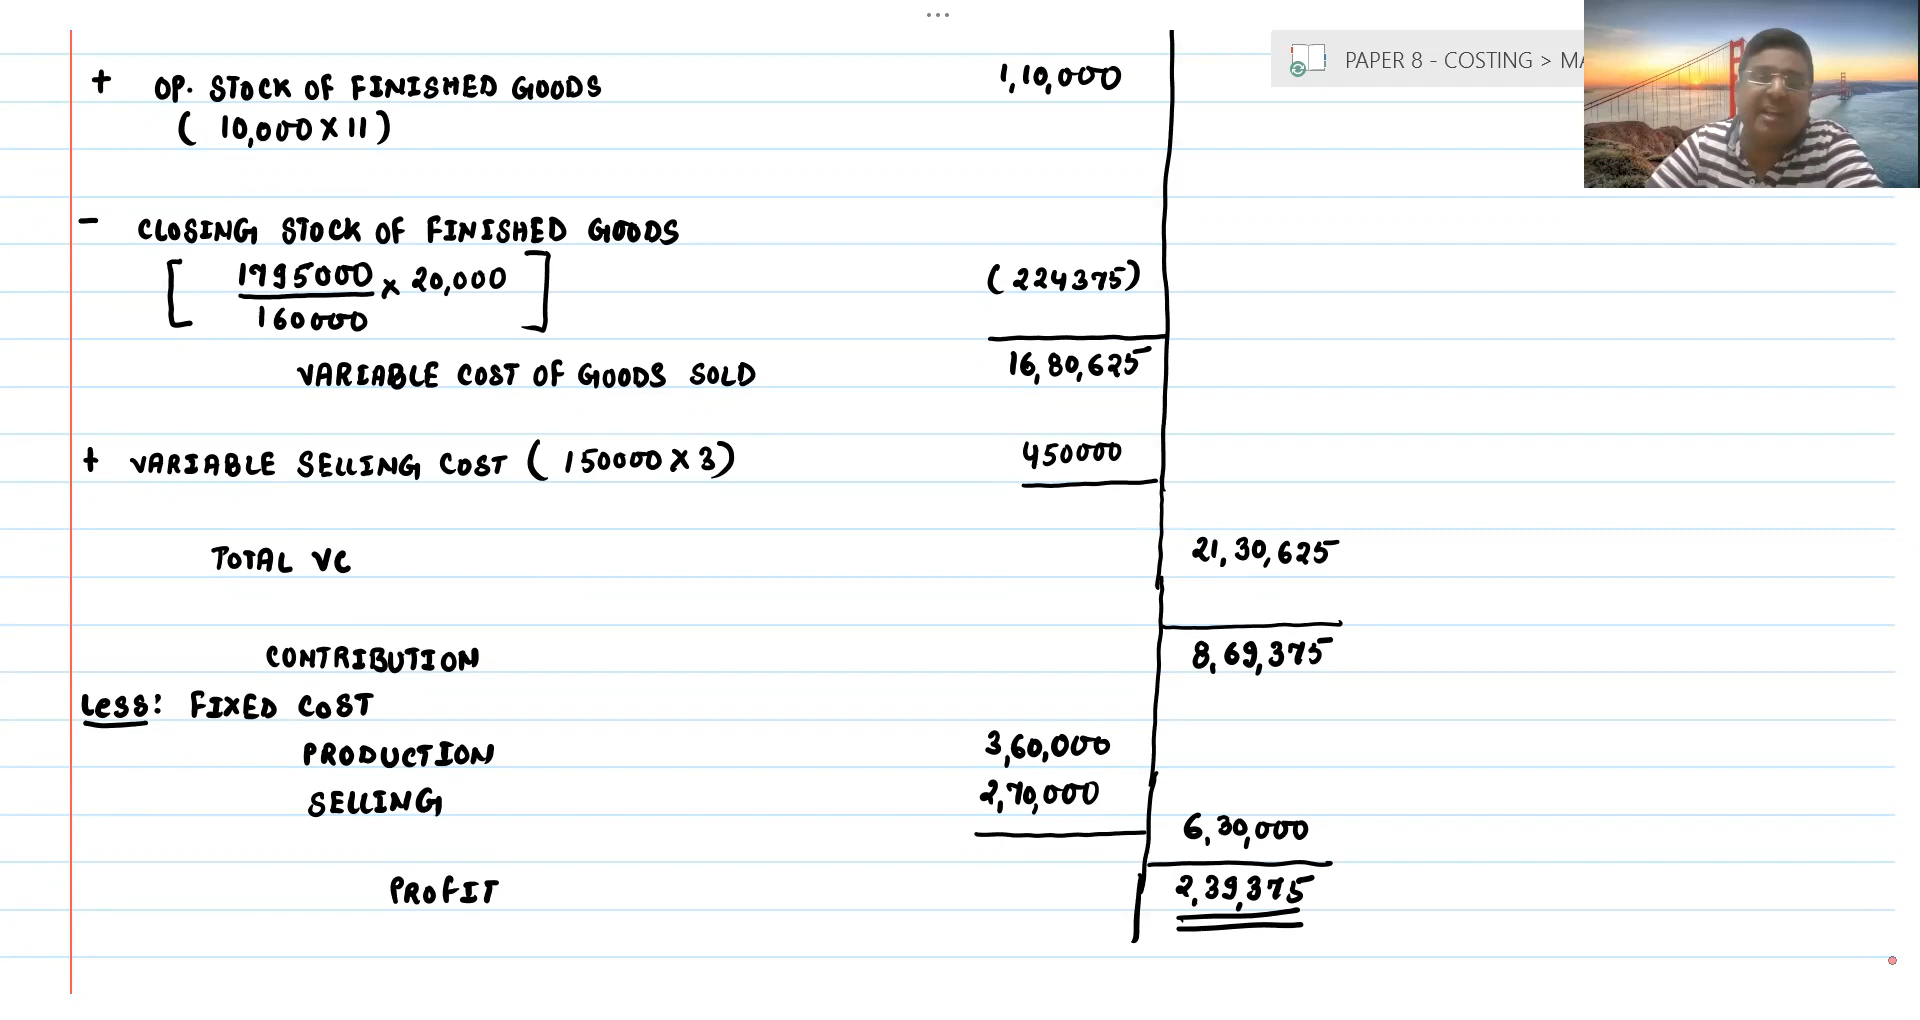 PAPER 8 - COSTING > MA
+ OP. STOCK OF FINISHED GOODS 1,10,000
( 10,000 X 11 )
- CLOSING STOCK OF FINISHED GOODS
[ 1795000 / 160000 x 20,000 ] (224375)
VARIABLE COST OF GOODS SOLD 16,80,625
+ VARIABLE SELLING COST ( 150000 X 3 ) 450000
TOTAL VC 21,30,625
CONTRIBUTION 8,69,375
Less: FIXED COST
PRODUCTION 3,60,000
SELLING 2,70,000
6,30,000
PROFIT 2,39,375